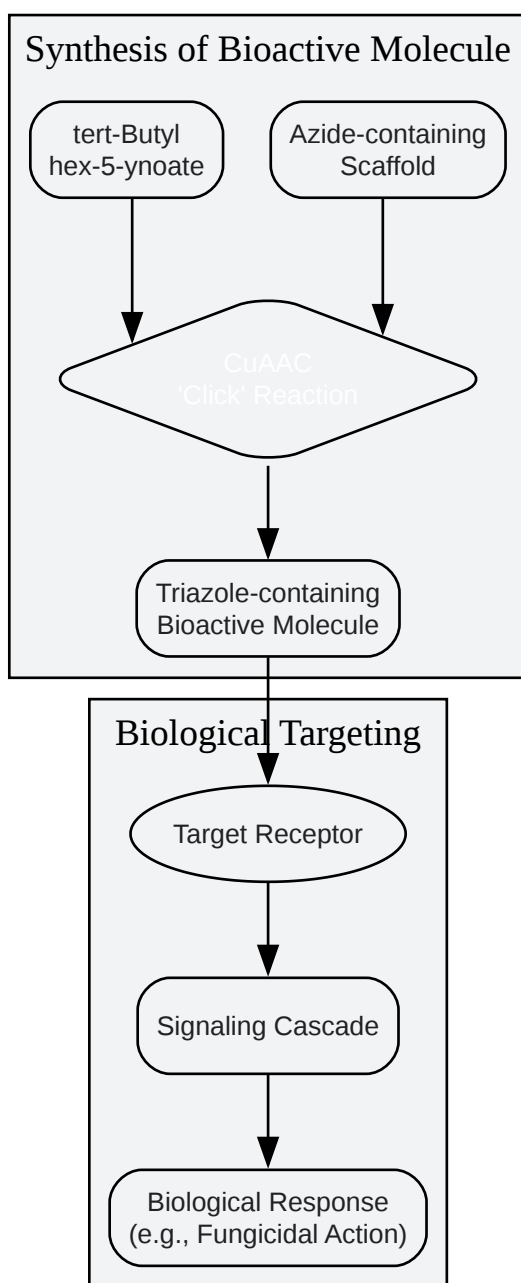 Synthesis of Bioactive Molecule
tert-Butyl
hex-5-ynoate
Azide-containing
Scaffold
CuAAC
'Click' Reaction
Triazole-containing
Bioactive Molecule
Biological Targeting
Target Receptor
Signaling Cascade
Biological Response
(e.g., Fungicidal Action)